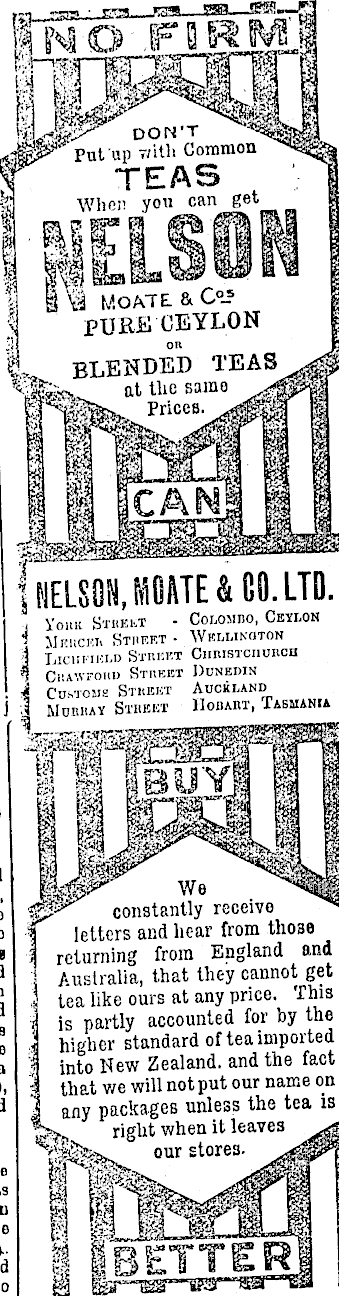 NO FIRM
DON'T
Put up with Common
TEAS
When you can get
NELSON
MOATE & Cos
PURE CEYLON
OR
BLENDED TEAS
at the same
Prices.
CAN
NELSON, MOATE & CO. LTD.
YORK STREET - COLOMBO, CEYLON
MERCER STREET - WELLINGTON
LICHFIELD STREET CHRISTCHURCH
CRAWFORD STREET DUNEDIN
CUSTOMS STREET AUCKLAND
MURRAY STREET HOBART, TASMANIA
BUY
We
constantly receive
letters and hear from those
returning from England and
Australia, that they cannot get
tea like ours at any price. This
is partly accounted for by the
higher standard of tea imported
into New Zealand. and the fact
that we will not put our name on
any packages unless the tea is
right when it leaves
our stores.
BETTER